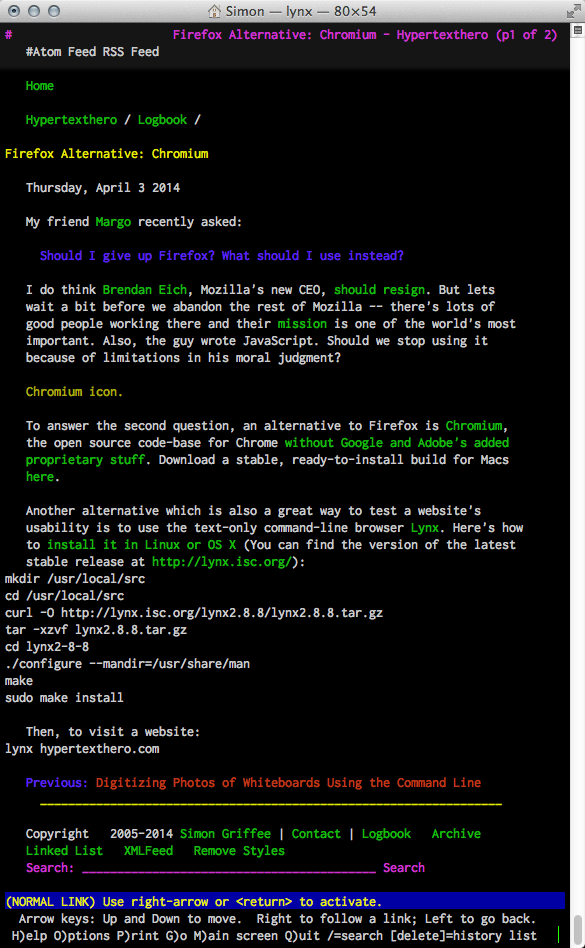 Simon — lynx — 80×54
# Firefox Alternative: Chromium - Hypertexthero (p1 of 2)
#Atom Feed RSS Feed
Home
Hypertexthero / Logbook /
Firefox Alternative: Chromium
Thursday, April 3 2014
My friend Margo recently asked:
Should I give up Firefox? What should I use instead?
I do think Brendan Eich, Mozilla's new CEO, should resign. But lets
wait a bit before we abandon the rest of Mozilla -- there's lots of
good people working there and their mission is one of the world's most
important. Also, the guy wrote JavaScript. Should we stop using it
because of limitations in his moral judgment?
Chromium icon.
To answer the second question, an alternative to Firefox is Chromium,
the open source code-base for Chrome without Google and Adobe's added
proprietary stuff. Download a stable, ready-to-install build for Macs
here.
Another alternative which is also a great way to test a website's
usability is to use the text-only command-line browser Lynx. Here's how
to install it in Linux or OS X (You can find the version of the latest
stable release at http://lynx.isc.org/):
mkdir /usr/local/src
cd /usr/local/src
curl -O http://lynx.isc.org/lynx2.8.8/lynx2.8.8.tar.gz
tar -xzvf lynx2.8.8.tar.gz
cd lynx2-8-8
./configure --mandir=/usr/share/man
make
sudo make install
Then, to visit a website:
lynx hypertexthero.com
Previous: Digitizing Photos of Whiteboards Using the Command Line
__________________________________________________________________
Copyright 2005-2014 Simon Griffee | Contact | Logbook Archive
Linked List XMLFeed Remove Styles
Search: __________________________________________ Search
(NORMAL LINK) Use right-arrow or <return> to activate.
Arrow keys: Up and Down to move. Right to follow a link; Left to go back.
H)elp O)ptions P)rint G)o M)ain screen Q)uit /=search [delete]=history list